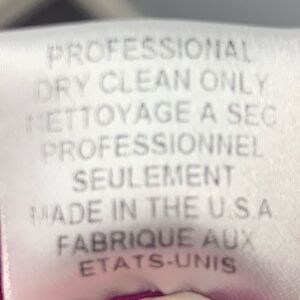 PROFESSIONAL
DRY CLEAN ONLY
NETTOYAGE A SEC
PROFESSIONNEL
SEULEMENT
MADE IN THE U.S.A
FABRIQUE AUX
ETATS-UNIS